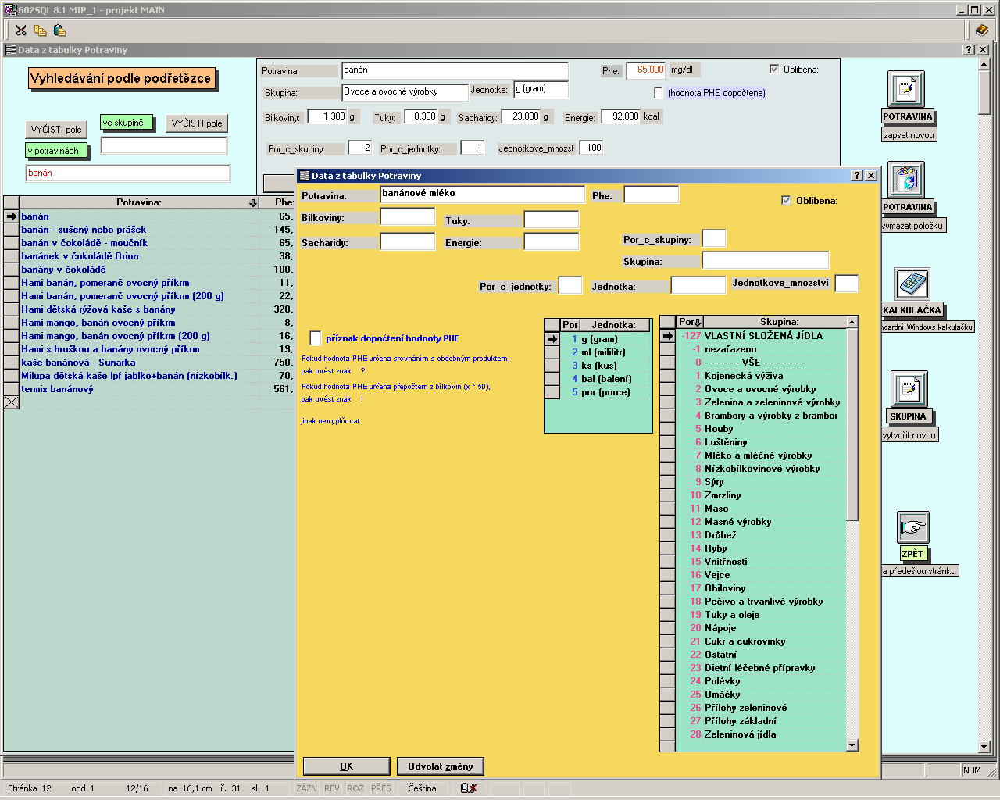 602SQL 8.1 MIP_1 - projekt MAIN
Data z tabulky Potraviny
Vyhledávání podle podřetězce
VYČISTI pole
ve skupině
VYČISTI pole
v potravinách
banán
Potravina: banán
Phe: 65,000 mg/dl
Oblibena:
Skupina: Ovoce a ovocné výrobky
Jednotka: g (gram)
(hodnota PHE dopočtena)
Bilkoviny: 1,300 g Tuky: 0,300 g Sacharidy: 23,000 g Energie: 92,000 kcal
Por_c_skupiny: 2 Por_c_jednotky: 1 Jednotkove_mnozst 100
Potravina: Phe:
banán 65,
banán - sušený nebo prášek 145,
banán v čokoládě - moučník 65,
banánek v čokoládě Orion 38,
banány v čokoládě 100,
Hami banán, pomeranč ovocný příkrm 11,
Hami banán, pomeranč ovocný příkrm (200 g) 22,
Hami dětská rýžová kaše s banány 320,
Hami mango, banán ovocný příkrm 8,
Hami mango, banán ovocný příkrm (200 g) 16,
Hami s hruškou a banány ovocný příkrm 19,
kaše banánová - Sunarka 750,
Milupa dětská kaše lpf jablko+banán (nízkobílk.) 70,
termix banánový 561,
Data z tabulky Potraviny
Potravina: banánové mléko Phe:
Oblibena:
Bilkoviny: Tuky:
Sacharidy: Energie:
Por_c_skupiny:
Skupina:
Por_c_jednotky: Jednotka: Jednotkove_mnozstvi
příznak dopočtení hodnoty PHE
Pokud hodnota PHE určena srovnáním s obdobným produktem,
pak uvést znak ?
Pokud hodnota PHE určena přepočtem z bílkovin (x * 50),
pak uvést znak !
jinak nevyplňovat.
Por Jednotka:
1 g (gram)
2 ml (mililitr)
3 ks (kus)
4 bal (balení)
5 por (porce)
Por Skupina:
-127 VLASTNÍ SLOŽENÁ JÍDLA
-1 nezařazeno
0 - - - - - - VŠE - - - - - - -
1 Kojenecká výživa
2 Ovoce a ovocné výrobky
3 Zelenina a zeleninové výrobky
4 Brambory a výrobky z brambor
5 Houby
6 Luštěniny
7 Mléko a mléčné výrobky
8 Nízkobílkovinové výrobky
9 Sýry
10 Zmrzliny
11 Maso
12 Masné výrobky
13 Drůbež
14 Ryby
15 Vnitřnosti
16 Vejce
17 Obiloviny
18 Pečivo a trvanlivé výrobky
19 Tuky a oleje
20 Nápoje
21 Cukr a cukrovinky
22 Ostatní
23 Dietní léčebné přípravky
24 Polévky
25 Omáčky
26 Přílohy zeleninové
27 Přílohy základní
28 Zeleninová jídla
OK
Odvolat změny
POTRAVINA
zapsat novou
POTRAVINA
vymazat položku
KALKULAČKA
ndardní Windows kalkulačku
SKUPINA
vytvořit novou
ZPĚT
a předešlou stránku
NUM
Stránka 12 odd 1 12/16 na 16,1 cm ř. 31 sl. 1 ZÁZN REV ROZ PŘES Čeština